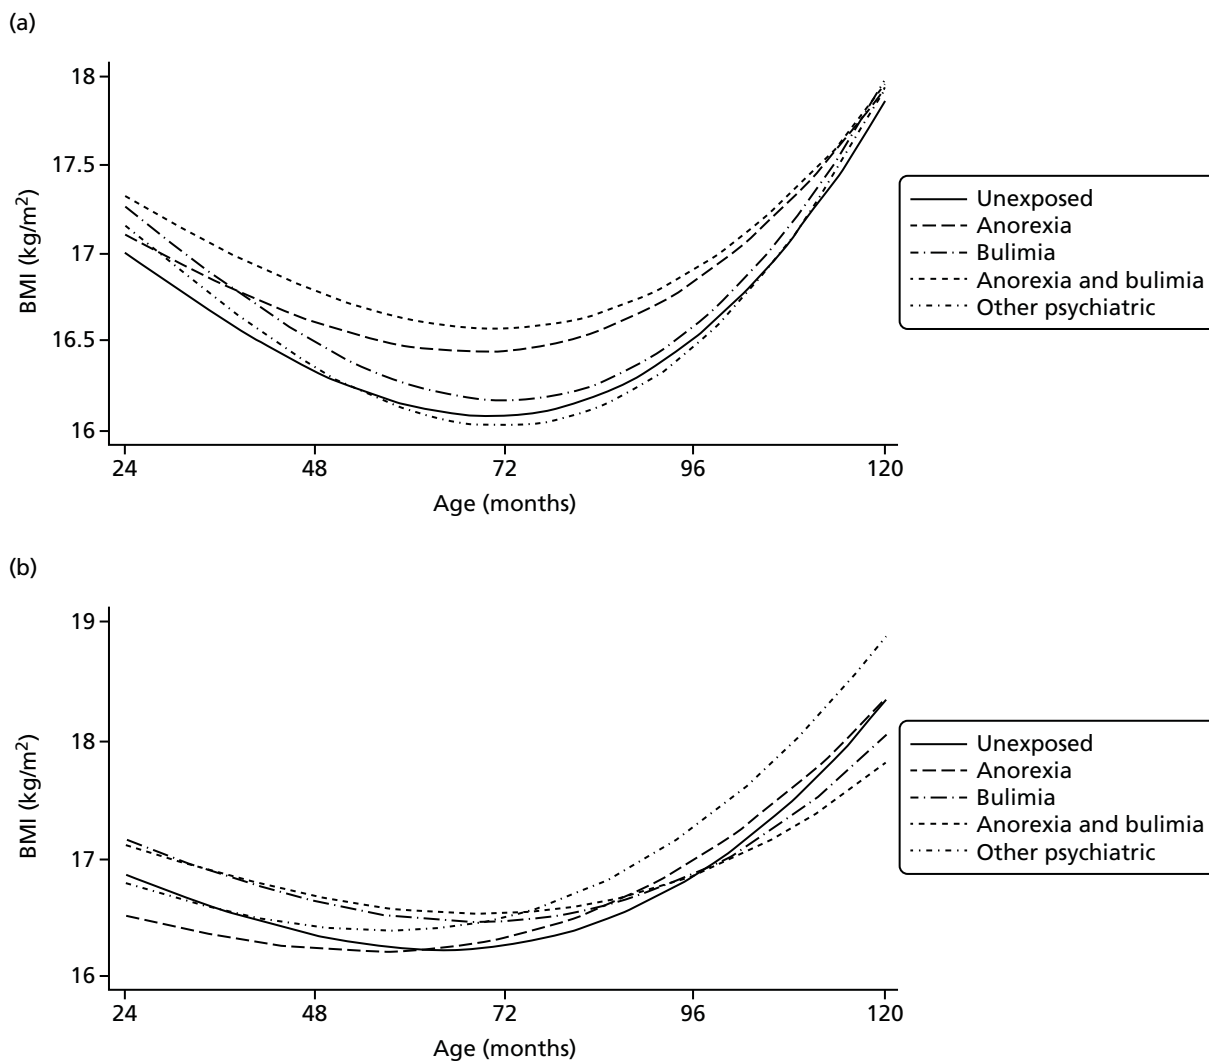 (a)
18
17.5
17
16.5
16
BMI (kg/m²)
24 48 72 96 120
Age (months)
Unexposed
Anorexia
Bulimia
Anorexia and bulimia
Other psychiatric
(b)
19
18
17
16
BMI (kg/m²)
24 48 72 96 120
Age (months)
Unexposed
Anorexia
Bulimia
Anorexia and bulimia
Other psychiatric